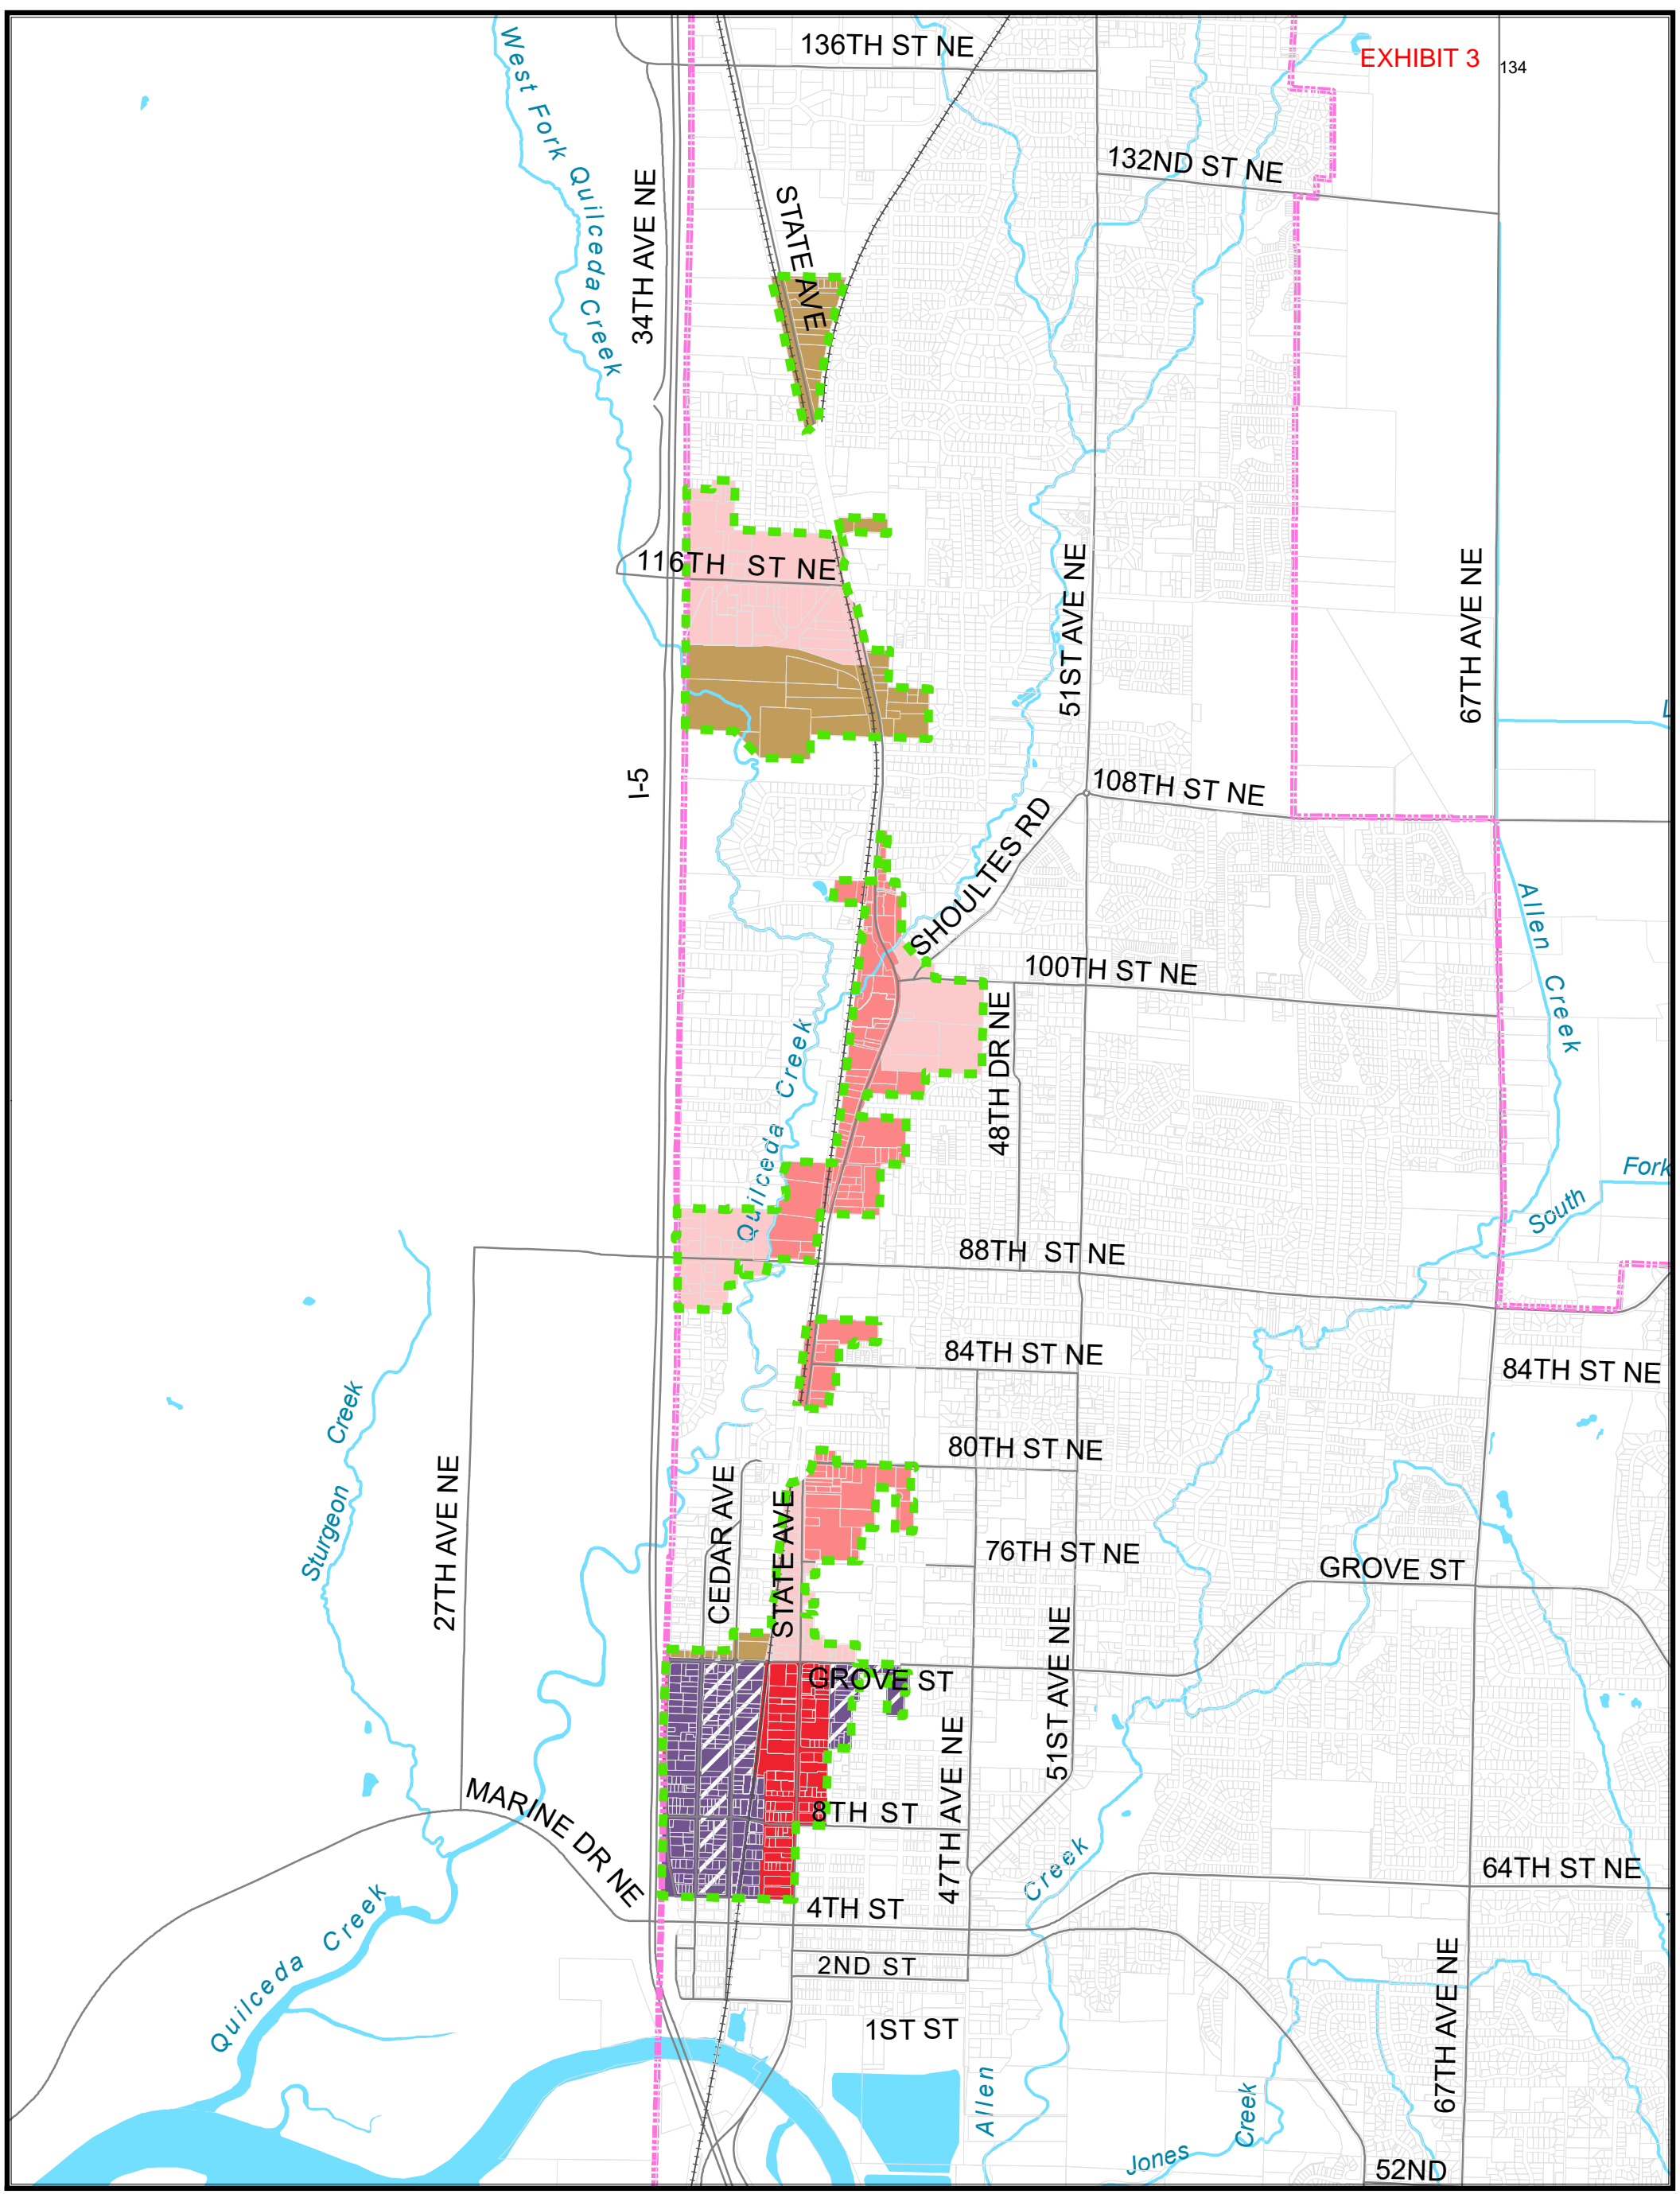 136TH ST NE
EXHIBIT 3
134
West Fork Quilceda Creek
132ND ST NE
34TH AVE NE
STATE AVE
116TH ST NE
51ST AVE NE
67TH AVE NE
L
I-5
108TH ST NE
SHOULTES RD
Allen Creek
100TH ST NE
48TH DR NE
Quilceda Creek
Fork
South
88TH ST NE
84TH ST NE
84TH ST NE
Sturgeon Creek
80TH ST NE
27TH AVE NE
CEDAR AVE
STATE AVE
76TH ST NE
GROVE ST
51ST AVE NE
GROVE ST
47TH AVE NE
MARINE DR NE
8TH ST
Creek
64TH ST NE
4TH ST
Quilceda Creek
2ND ST
67TH AVE NE
1ST ST
Allen
Creek
Jones
52ND